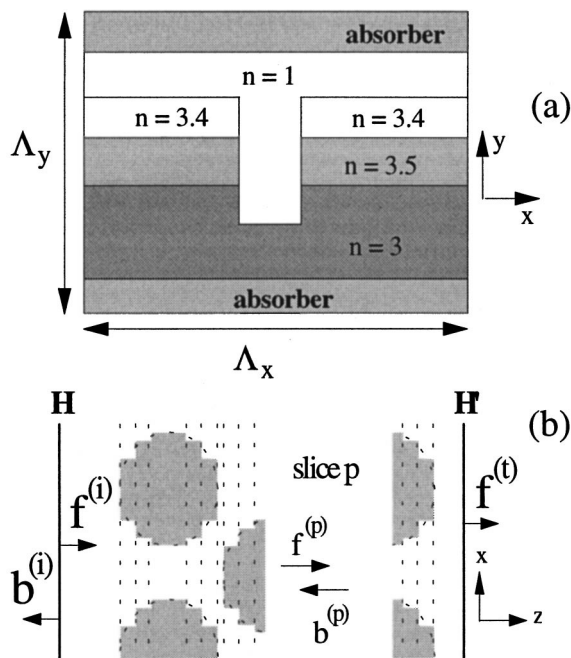 absorber
n = 1
(a)
n = 3.4 n = 3.4
Λy
y
n = 3.5
x
n = 3
absorber
Λx
H H' (b)
slice p
f(i) f(t)
f(p)
x
b(i)
b(p)
z